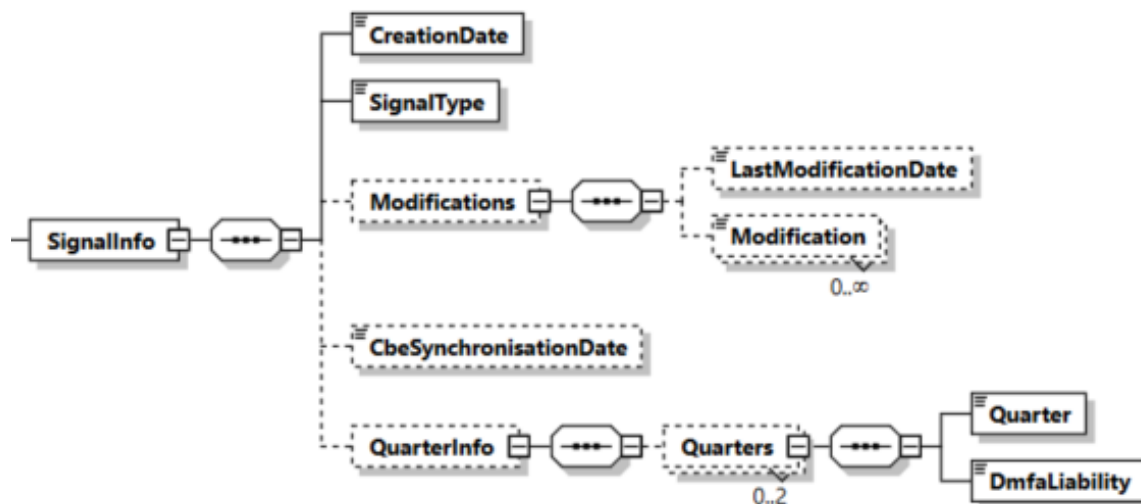 CreationDate
SignalType
LastModificationDate
Modifications
Modification
SignalInfo
0..∞
CbeSynchronisationDate
Quarter
QuarterInfo
Quarters
DmfaLiability
0..2